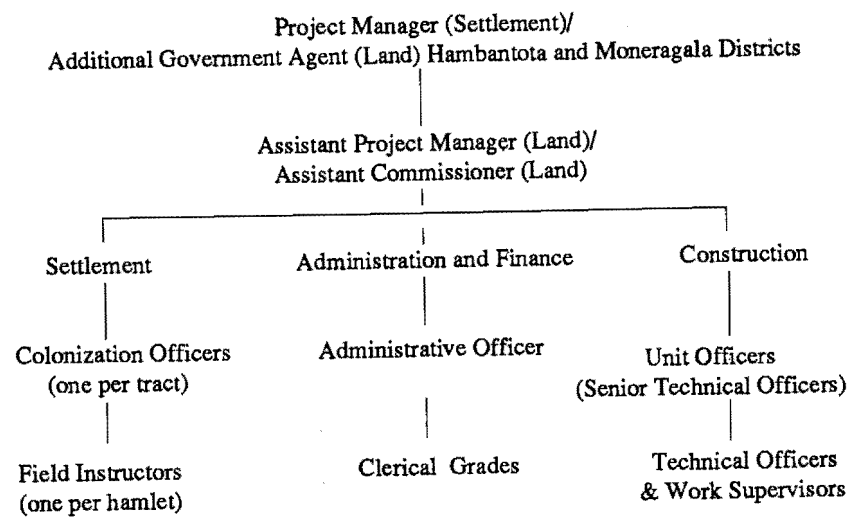 Project Manager (Settlement)/
Additional Government Agent (Land) Hambantota and Moneragala Districts
Assistant Project Manager (Land)/
Assistant Commissioner (Land)
Settlement
Administration and Finance
Construction
Colonization Officers
(one per tract)
Administrative Officer
Unit Officers
(Senior Technical Officers)
Field Instructors
(one per hamlet)
Clerical Grades
Technical Officers
& Work Supervisors